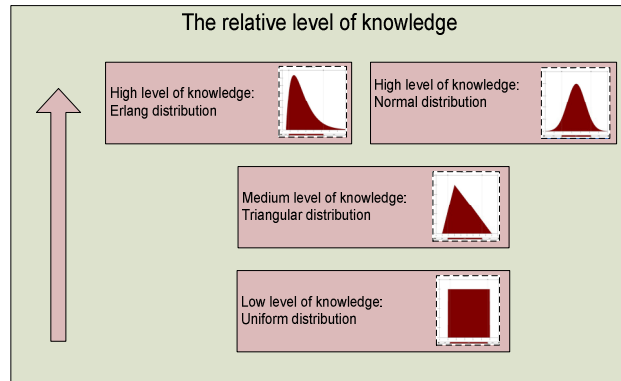 The relative level of knowledge
High level of knowledge:
Erlang distribution
High level of knowledge:
Normal distribution
Medium level of knowledge:
Triangular distribution
Low level of knowledge:
Uniform distribution